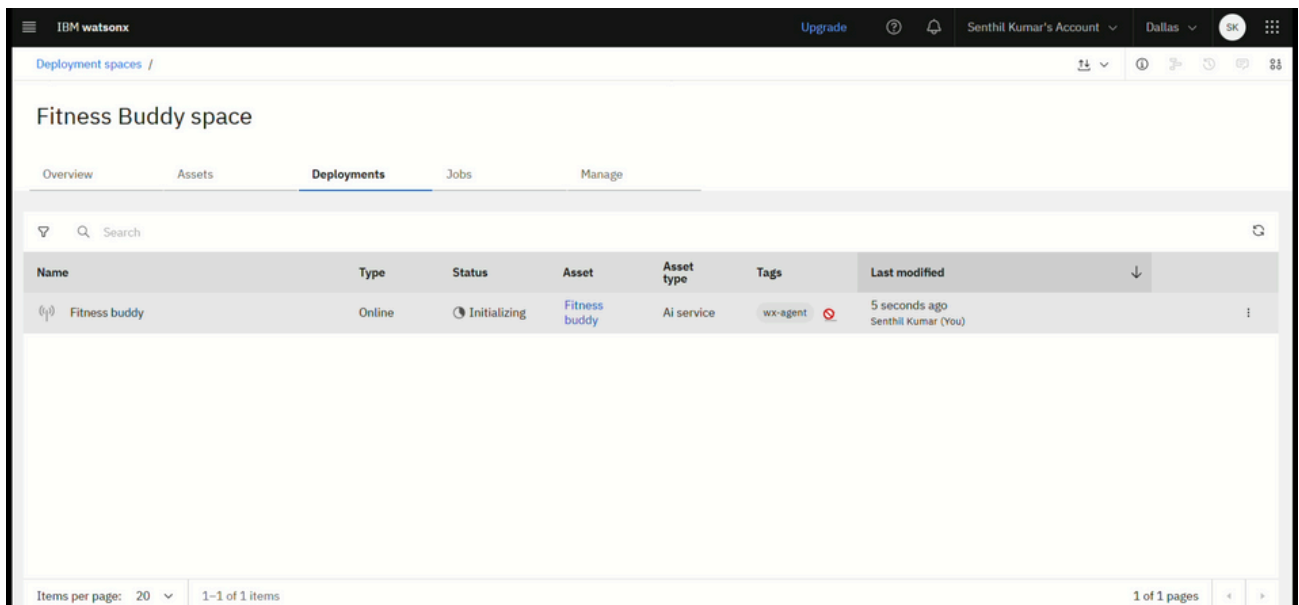 IBM watsonx Upgrade Senthil Kumar's Account Dallas SK
Deployment spaces /
Fitness Buddy space
Overview Assets Deployments Jobs Manage
Search
Name Type Status Asset Asset type Tags Last modified
Fitness buddy Online Initializing Fitness buddy Ai service wx-agent 5 seconds ago
Senthil Kumar (You)
Items per page: 20 1–1 of 1 items 1 of 1 pages